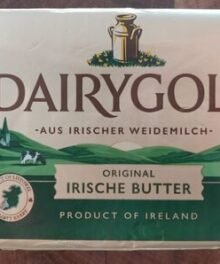 DAIRYGOL
-AUS IRISCHER WEIDEMILCH-
ORIGINAL
IRISCHE BUTTER
PRODUCT OF IRELAND